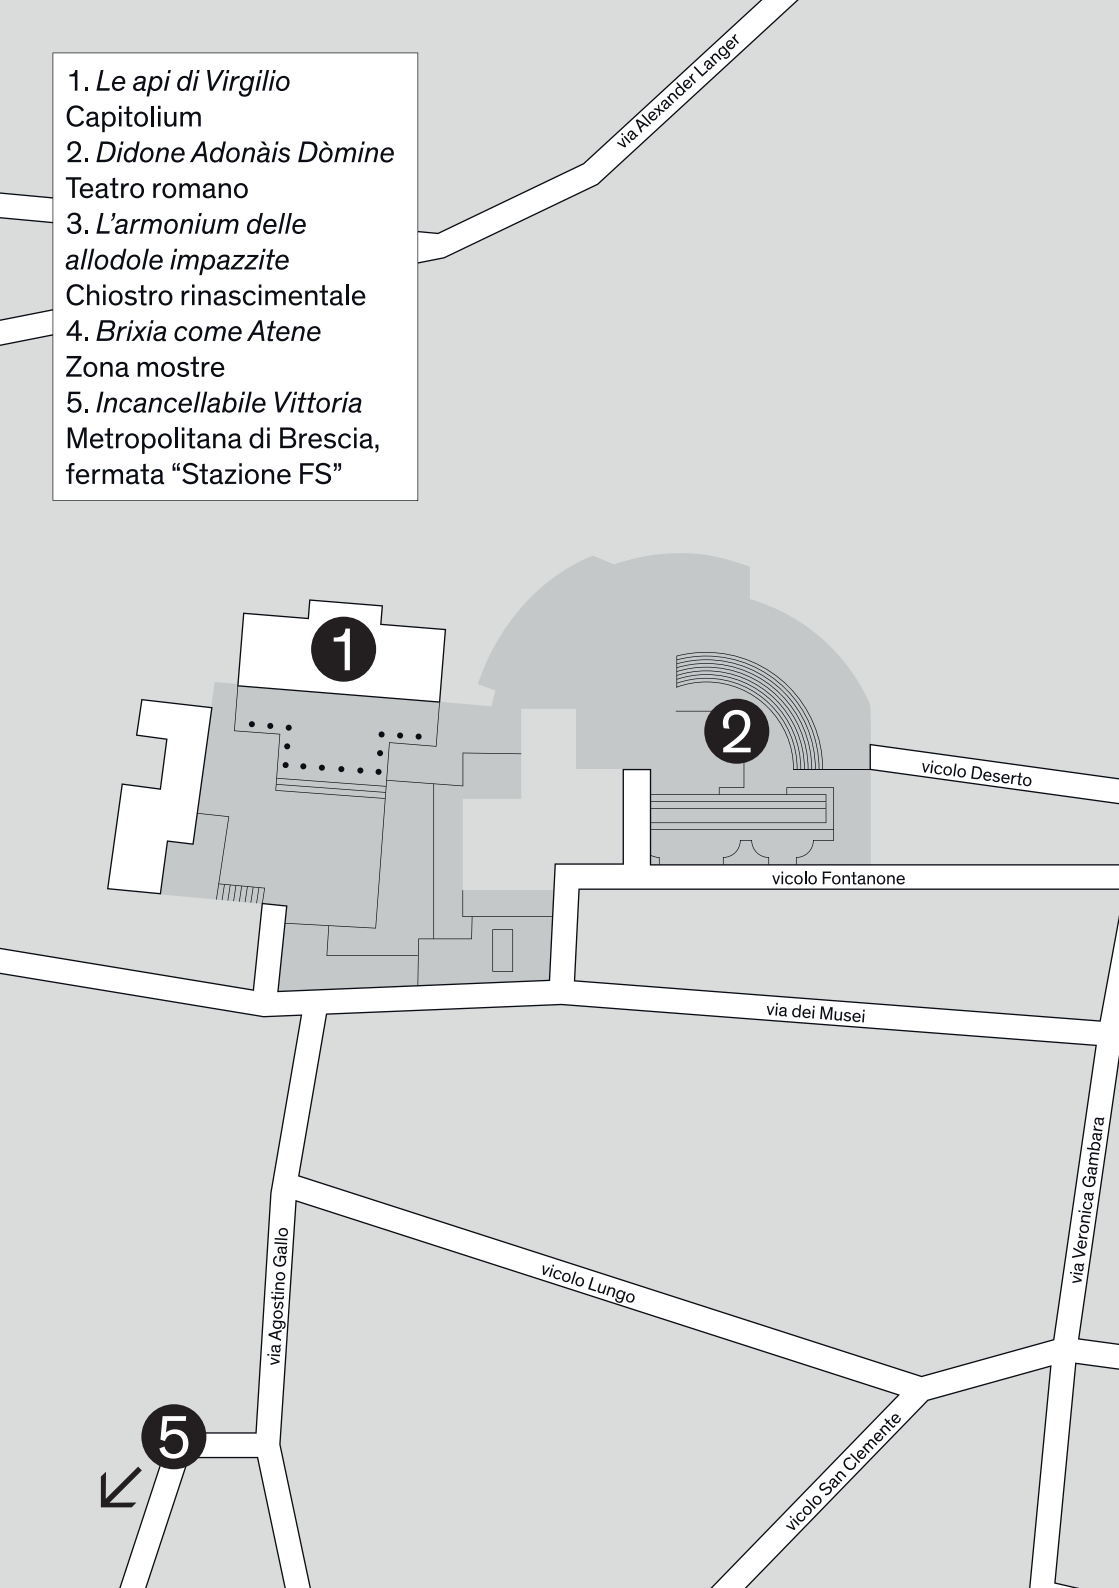 1. Le api di Virgilio
Capitolium
2. Didone Adonàis Dòmine
Teatro romano
3. L’armonium delle
allodole impazzite
Chiostro rinascimentale
4. Brixia come Atene
Zona mostre
5. Incancellabile Vittoria
Metropolitana di Brescia,
fermata “Stazione FS”
via Alexander Langer
1
2
vicolo Deserto
vicolo Fontanone
via dei Musei
via Veronica Gambara
via Agostino Gallo
vicolo Lungo
5
vicolo San Clemente